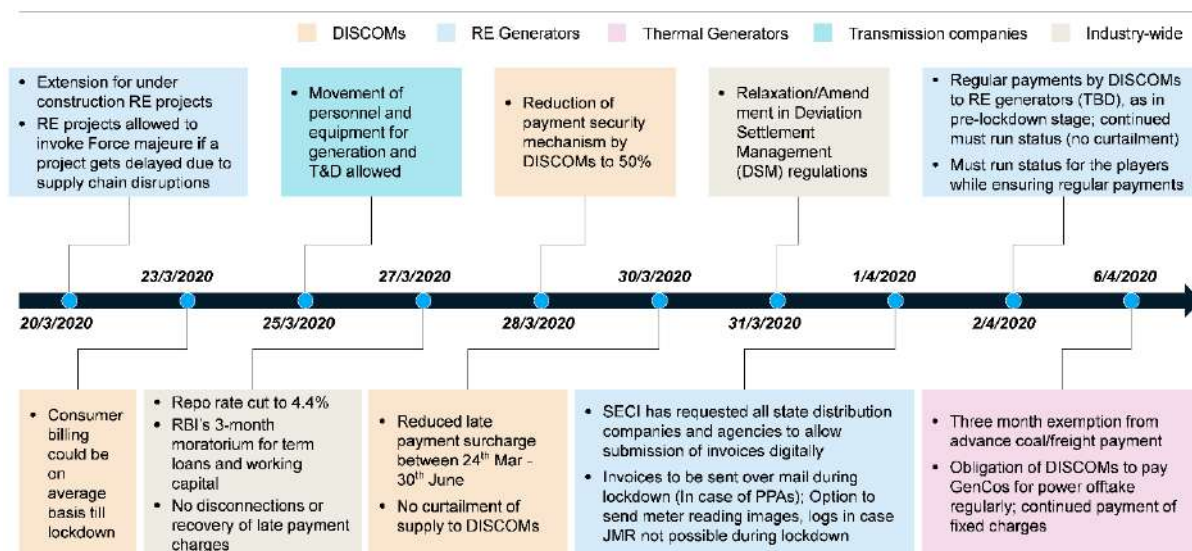 DISCOMs
RE Generators
Thermal Generators
Transmission companies
Industry-wide
• Extension for under
construction RE projects
• RE projects allowed to
invoke Force majeure if a
project gets delayed due to
supply chain disruptions
• Movement of
personnel and
equipment for
generation and
T&D allowed
• Reduction of
payment security
mechanism by
DISCOMs to 50%
• Relaxation/Amend
ment in Deviation
Settlement
Management
(DSM) regulations
• Regular payments by DISCOMs
to RE generators (TBD), as in
pre-lockdown stage; continued
must run status (no curtailment)
• Must run status for the players
while ensuring regular payments
23/3/2020
27/3/2020
30/3/2020
1/4/2020
6/4/2020
20/3/2020
25/3/2020
28/3/2020
31/3/2020
2/4/2020
• Consumer
billing
could be
on
average
basis till
lockdown
• Repo rate cut to 4.4%
• RBI's 3-month
moratorium for term
loans and working
capital
• No disconnections or
recovery of late payment
charges
• Reduced late
payment surcharge
between 24th Mar -
30th June
• No curtailment of
supply to DISCOMs
• SECI has requested all state distribution
companies and agencies to allow
submission of invoices digitally
• Invoices to be sent over mail during
lockdown (In case of PPAs); Option to
send meter reading images, logs in case
JMR not possible during lockdown
• Three month exemption from
advance coal/freight payment
• Obligation of DISCOMs to pay
GenCos for power offtake
regularly; continued payment of
fixed charges